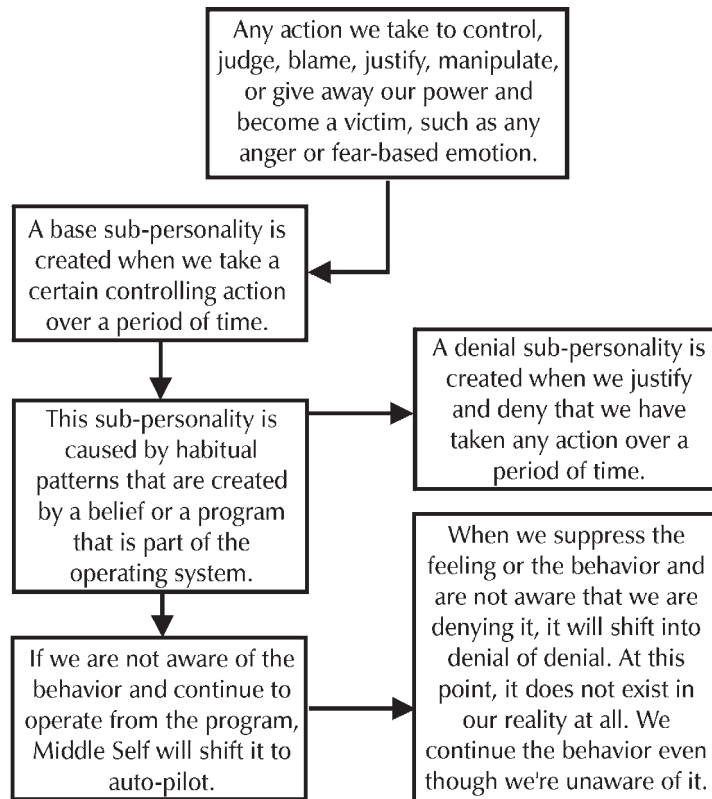 Any action we take to control,
judge, blame, justify, manipulate,
or give away our power and
become a victim, such as any
anger or fear-based emotion.
A base sub-personality is
created when we take a
certain controlling action
over a period of time.
A denial sub-personality is
created when we justify
and deny that we have
taken any action over a
period of time.
This sub-personality is
caused by habitual
patterns that are created
by a belief or a program
that is part of the
operating system.
When we suppress the
feeling or the behavior and
are not aware that we are
denying it, it will shift into
denial of denial. At this
point, it does not exist in
our reality at all. We
continue the behavior even
though we're unaware of it.
If we are not aware of the
behavior and continue to
operate from the program,
Middle Self will shift it to
auto-pilot.